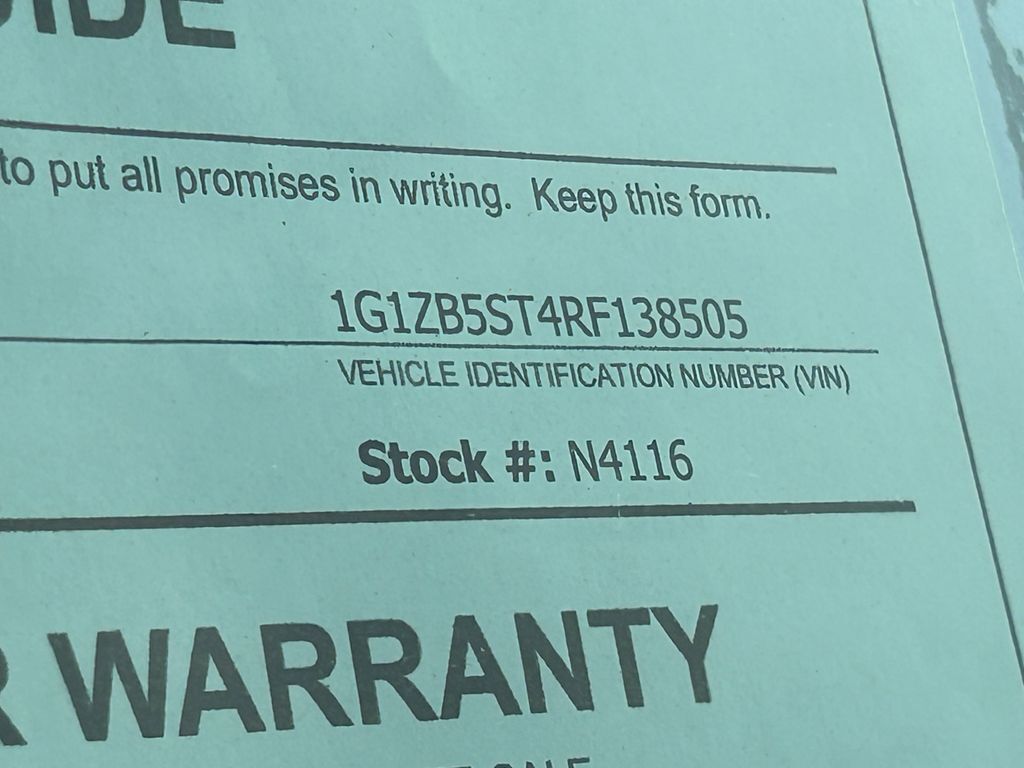 to put all promises in writing. Keep this form.
1G1ZB5ST4RF138505
VEHICLE IDENTIFICATION NUMBER (VIN)
Stock #: N4116
R WARRANTY